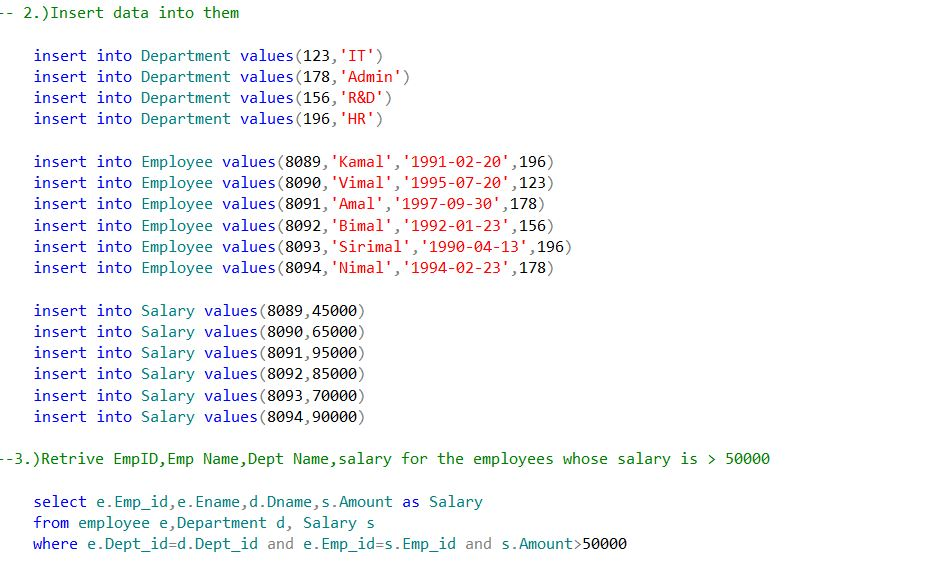 -- 2.)Insert data into them
insert into Department values(123,'IT')
insert into Department values(178,'Admin')
insert into Department values(156,'R&D')
insert into Department values(196,'HR')
insert into Employee values(8089,'Kamal','1991-02-20',196)
insert into Employee values(8090,'Vimal','1995-07-20',123)
insert into Employee values(8091,'Amal','1997-09-30',178)
insert into Employee values(8092,'Bimal','1992-01-23',156)
insert into Employee values(8093,'Sirimal','1990-04-13',196)
insert into Employee values(8094,'Nimal','1994-02-23',178)
insert into Salary values(8089,45000)
insert into Salary values(8090,65000)
insert into Salary values(8091,95000)
insert into Salary values(8092,85000)
insert into Salary values(8093,70000)
insert into Salary values(8094,90000)
--3.)Retrive EmpID,Emp Name,Dept Name,salary for the employees whose salary is > 50000
select e.Emp_id,e.Ename,d.Dname,s.Amount as Salary
from employee e,Department d, Salary s
where e.Dept_id=d.Dept_id and e.Emp_id=s.Emp_id and s.Amount>50000